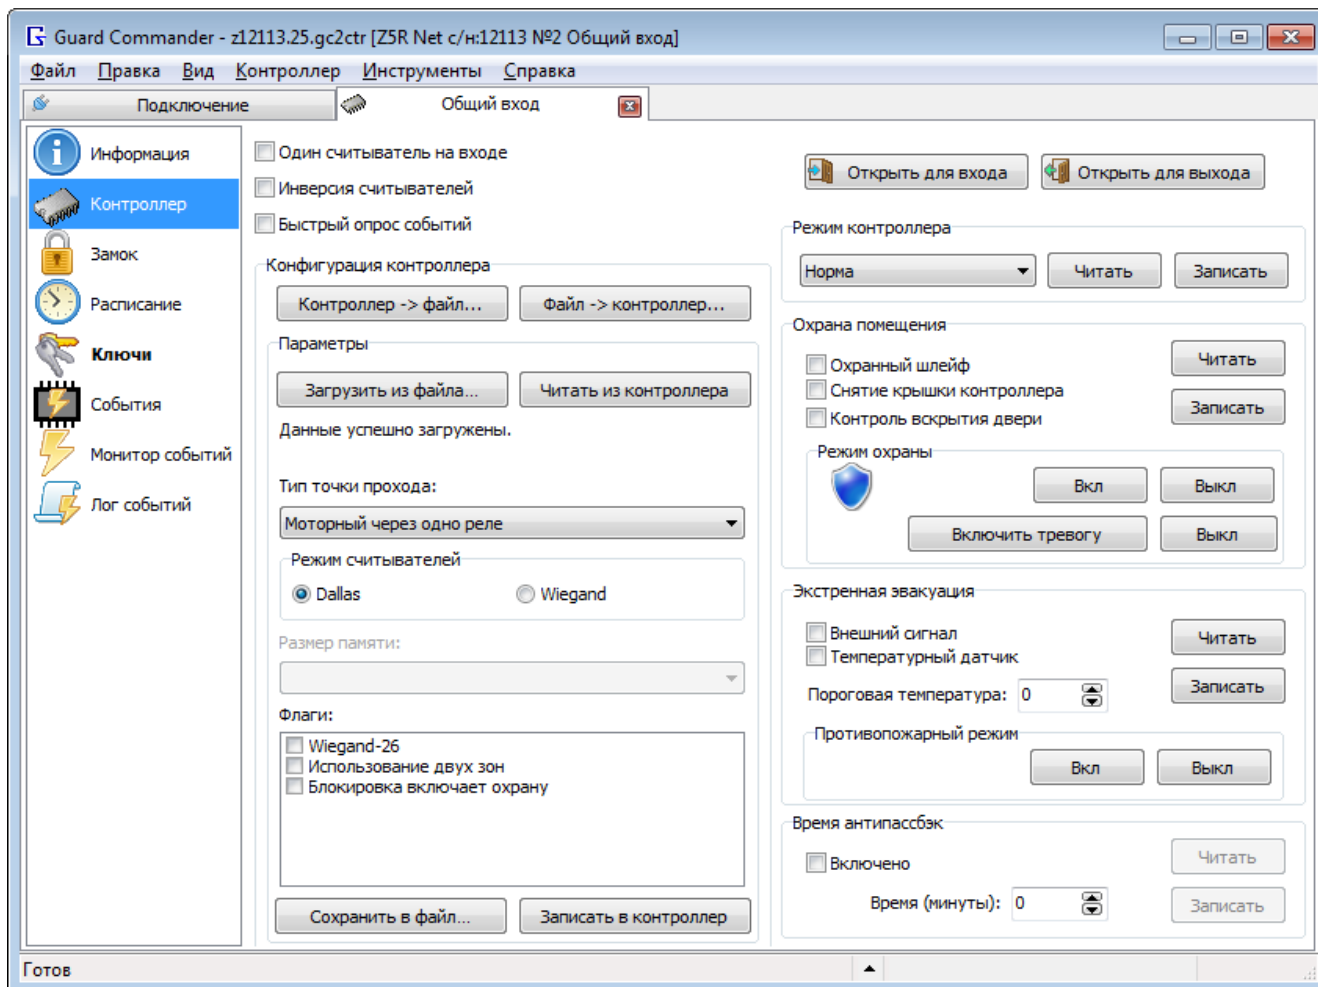 Guard Commander - z12113.25.gc2ctr [Z5R Net с/н:12113 №2 Общий вход]
Файл Правка Вид Контроллер Инструменты Справка
Подключение
Общий вход
Информация
Контроллер
Замок
Расписание
Ключи
События
Монитор событий
Лог событий
Один считыватель на входе
Инверсия считывателей
Быстрый опрос событий
Конфигурация контроллера
Контроллер -> файл...
Файл -> контроллер...
Параметры
Загрузить из файла...
Читать из контроллера
Данные успешно загружены.
Тип точки прохода:
Моторный через одно реле
Режим считывателей
Dallas
Wiegand
Размер памяти:
Флаги:
Wiegand-26
Использование двух зон
Блокировка включает охрану
Сохранить в файл...
Записать в контроллер
Открыть для входа
Открыть для выхода
Режим контроллера
Норма
Читать
Записать
Охрана помещения
Охранный шлейф
Снятие крышки контроллера
Контроль вскрытия двери
Читать
Записать
Режим охраны
Вкл
Выкл
Включить тревогу
Выкл
Экстренная эвакуация
Внешний сигнал
Температурный датчик
Читать
Записать
Пороговая температура: 0
Противопожарный режим
Вкл
Выкл
Время антипассбэк
Включено
Читать
Время (минуты): 0
Записать
Готов